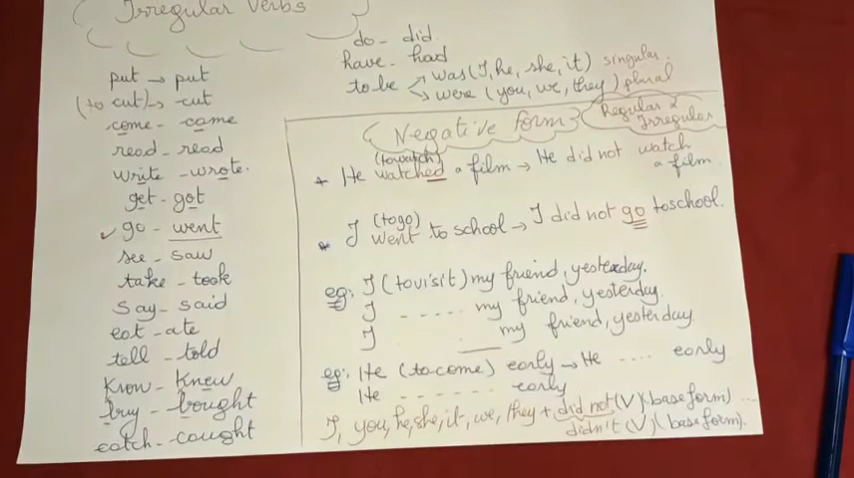 Irregular Verbs
put → put
(to cut) → cut
come - came
read - read
write - wrote.
get - got
go - went
see - saw
take - took
say - said
eat - ate
tell - told
know - knew
buy - bought
catch - caught
do - did.
have - had
to be
was (I, he, she, it) singular.
were (you, we, they) plural
Negative form
Regular &
Irregular
(to watch)
* He watched a film → He did not watch
a film.
(to go)
* I went to school → I did not go to school.
eg: I (to visit) my friend, yesterday.
I ..... my friend, yesterday.
I my friend, yesterday
eg: He (to come) early → He .... early
He ....... early
I, you, he, she, it, we, they + did not (V) (base form) ...
didn't (V) (base form).